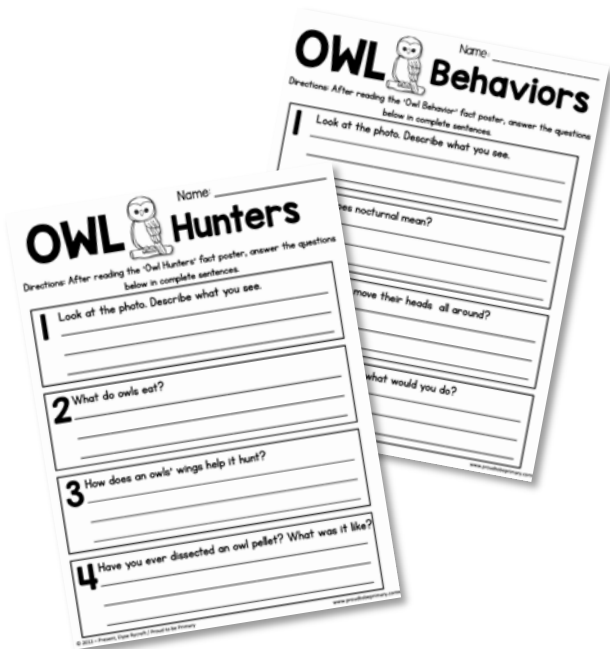 Name:
OWL Behaviors
Directions: After reading the 'Owl Behavior' fact poster, answer the questions
below in complete sentences.
1 Look at the photo. Describe what you see.
nocturnal mean?
move their heads all around?
what would you do?
www.proudtobeprimary.com
Name:
OWL Hunters
Directions: After reading the 'Owl Hunters' fact poster, answer the questions
below in complete sentences.
1 Look at the photo. Describe what you see.
2 What do owls eat?
3 How does an owls' wings help it hunt?
4 Have you ever dissected an owl pellet? What was it like?
www.proudtobeprimary.com
Proud to be Primary